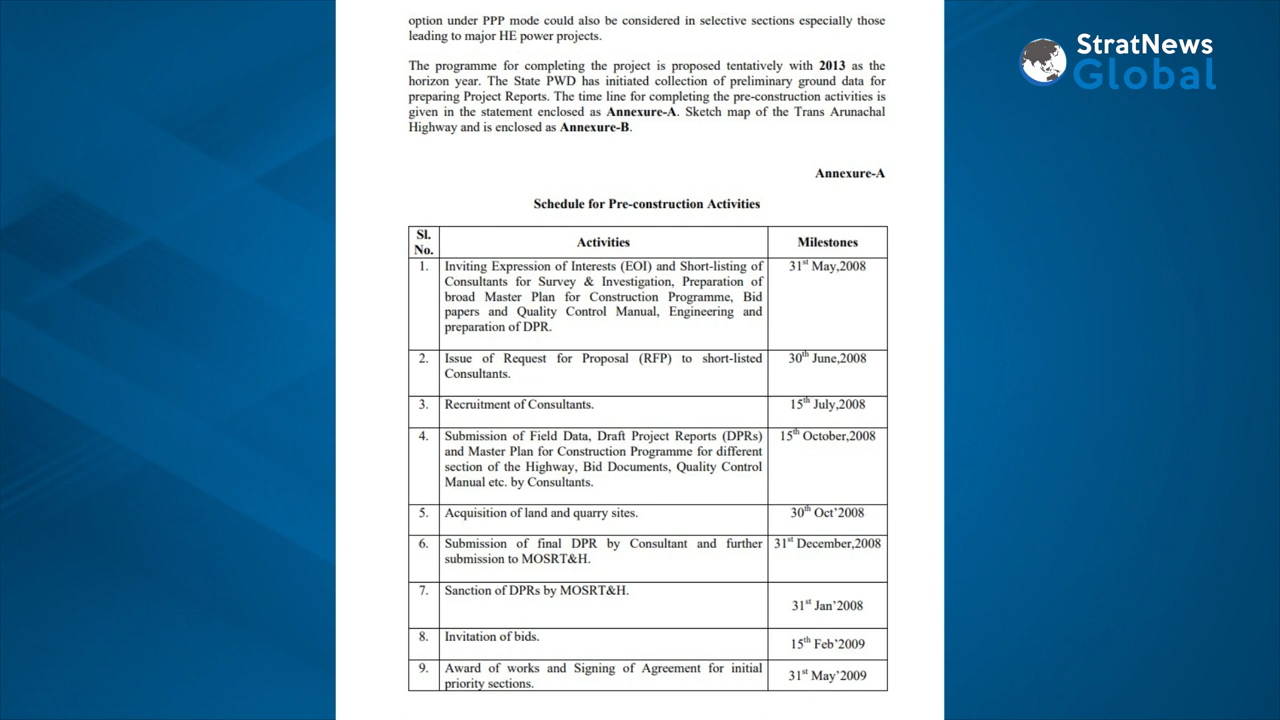 option under PPP mode could also be considered in selective sections especially those
leading to major HE power projects.
The programme for completing the project is proposed tentatively with 2013 as the
horizon year. The State PWD has initiated collection of preliminary ground data for
preparing Project Reports. The time line for completing the pre-construction activities is
given in the statement enclosed as Annexure-A. Sketch map of the Trans Arunachal
Highway and is enclosed as Annexure-B.
StratNews
Global
Annexure-A
Schedule for Pre-construction Activities
Sl.
No.
Activities
Milestones
1.
Inviting Expression of Interests (EOI) and Short-listing of
Consultants for Survey & Investigation, Preparation of
broad Master Plan for Construction Programme, Bid
papers and Quality Control Manual, Engineering and
preparation of DPR.
31st May,2008
2.
Issue of Request for Proposal (RFP) to short-listed
Consultants.
30th June,2008
3.
Recruitment of Consultants.
15th July,2008
4.
Submission of Field Data, Draft Project Reports (DPRs)
and Master Plan for Construction Programme for different
section of the Highway, Bid Documents, Quality Control
Manual etc. by Consultants.
15th October,2008
5.
Acquisition of land and quarry sites.
30th Oct'2008
6.
Submission of final DPR by Consultant and further
submission to MOSRT&H.
31st December,2008
7.
Sanction of DPRs by MOSRT&H.
31st Jan'2008
8.
Invitation of bids.
15th Feb'2009
9.
Award of works and Signing of Agreement for initial
priority sections.
31st May'2009